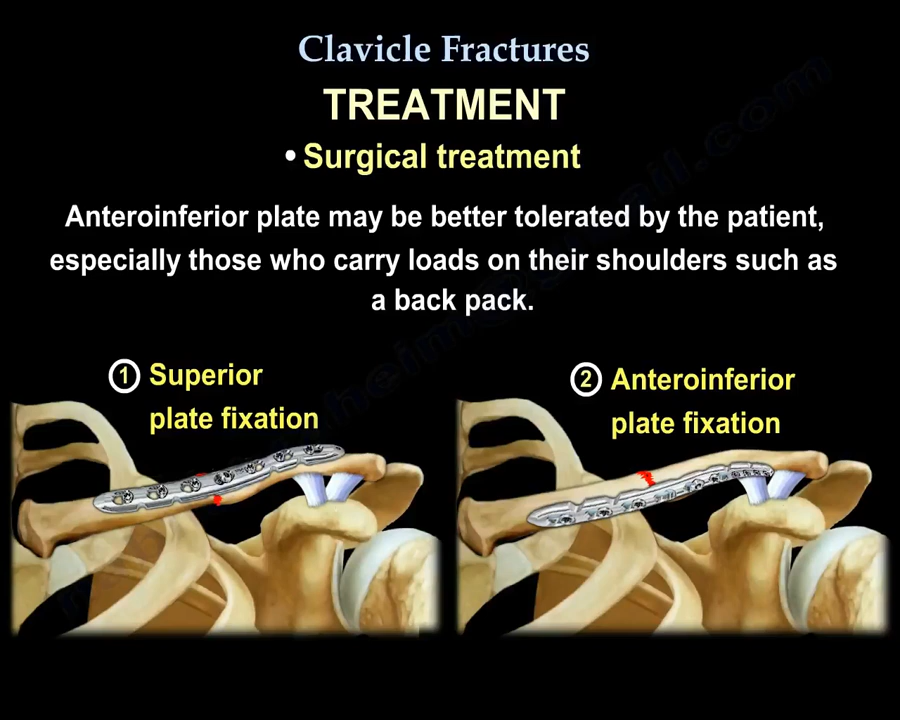 Clavicle Fractures
TREATMENT
• Surgical treatment
Anteroinferior plate may be better tolerated by the patient,
especially those who carry loads on their shoulders such as
a back pack.
1 Superior
plate fixation
2 Anteroinferior
plate fixation